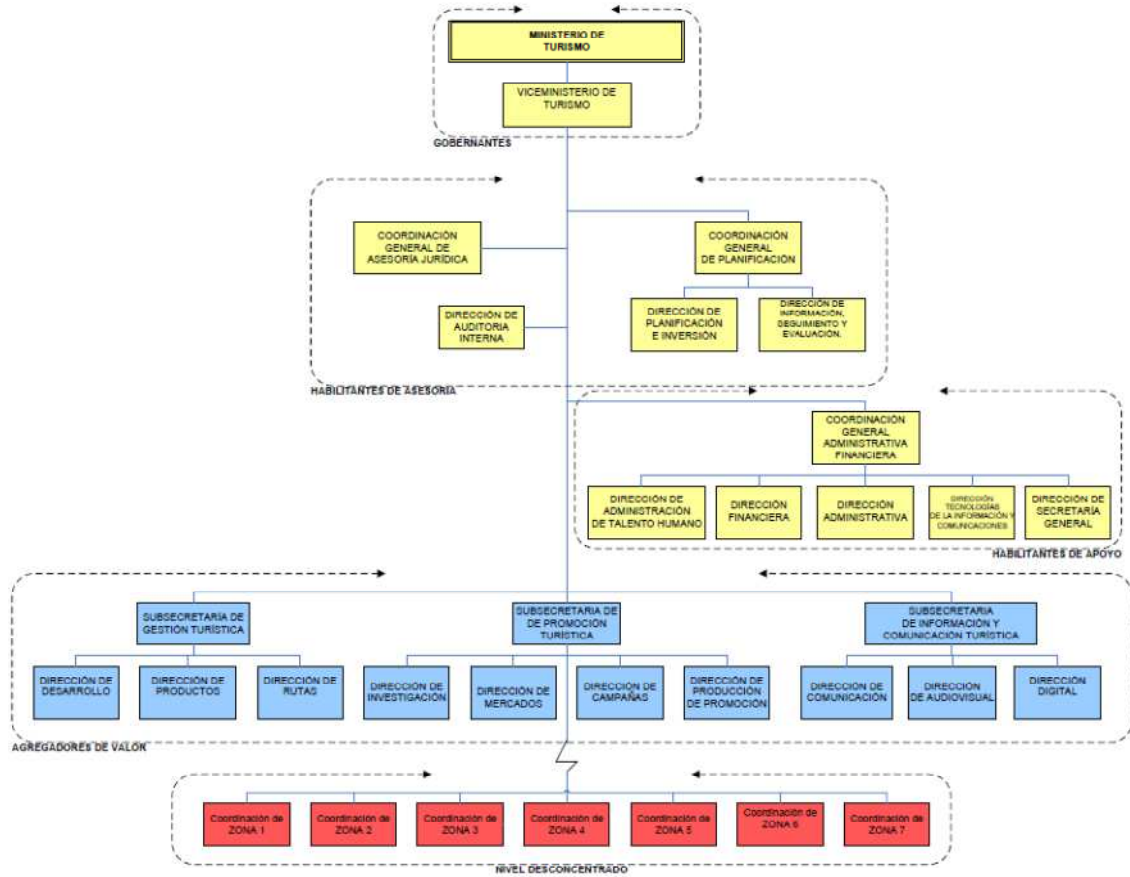 MINISTERIO DE
TURISMO
VICEMINISTERIO DE
TURISMO
GOBERNANTES
COORDINACIÓN
GENERAL DE
ASESORÍA JURÍDICA
COORDINACIÓN
GENERAL
DE PLANIFICACIÓN
DIRECCIÓN DE
AUDITORIA
INTERNA
DIRECCIÓN DE
PLANIFICACIÓN
E INVERSIÓN
DIRECCIÓN DE
INFORMACIÓN,
SEGUIMIENTO Y
EVALUACIÓN.
HABILITANTES DE ASESORIA
COORDINACIÓN
GENERAL
ADMINISTRATIVA
FINANCIERA
DIRECCIÓN DE
ADMINISTRACIÓN
DE TALENTO HUMANO
DIRECCIÓN
FINANCIERA
DIRECCIÓN
ADMINISTRATIVA
DIRECCIÓN
TECNOLOGÍAS
DE LA INFORMACIÓN Y
COMUNICACIONES
DIRECCIÓN DE
SECRETARÍA
GENERAL
HABILITANTES DE APOYO
SUBSECRETARÍA DE
GESTIÓN TURÍSTICA
SUBSECRETARIA DE
DE PROMOCIÓN
TURÍSTICA
SUBSECRETARIA
DE INFORMACIÓN Y
COMUNICACIÓN TURÍSTICA
DIRECCIÓN DE
DESARROLLO
DIRECCIÓN DE
PRODUCTOS
DIRECCIÓN DE
RUTAS
DIRECCIÓN DE
INVESTIGACIÓN
DIRECCIÓN DE
MERCADOS
DIRECCIÓN DE
CAMPAÑAS
DIRECCIÓN DE
PRODUCCIÓN
DE PROMOCIÓN
DIRECCIÓN
DE COMUNICACIÓN
DIRECCIÓN
DE AUDIOVISUAL
DIRECCIÓN
DIGITAL
AGREGADORES DE VALOR
Coordinación de
ZONA 1
Coordinación de
ZONA 2
Coordinación de
ZONA 3
Coordinación de
ZONA 4
Coordinación de
ZONA 5
Coordinación de
ZONA 6
Coordinación de
ZONA 7
NIVEL DESCONCENTRADO